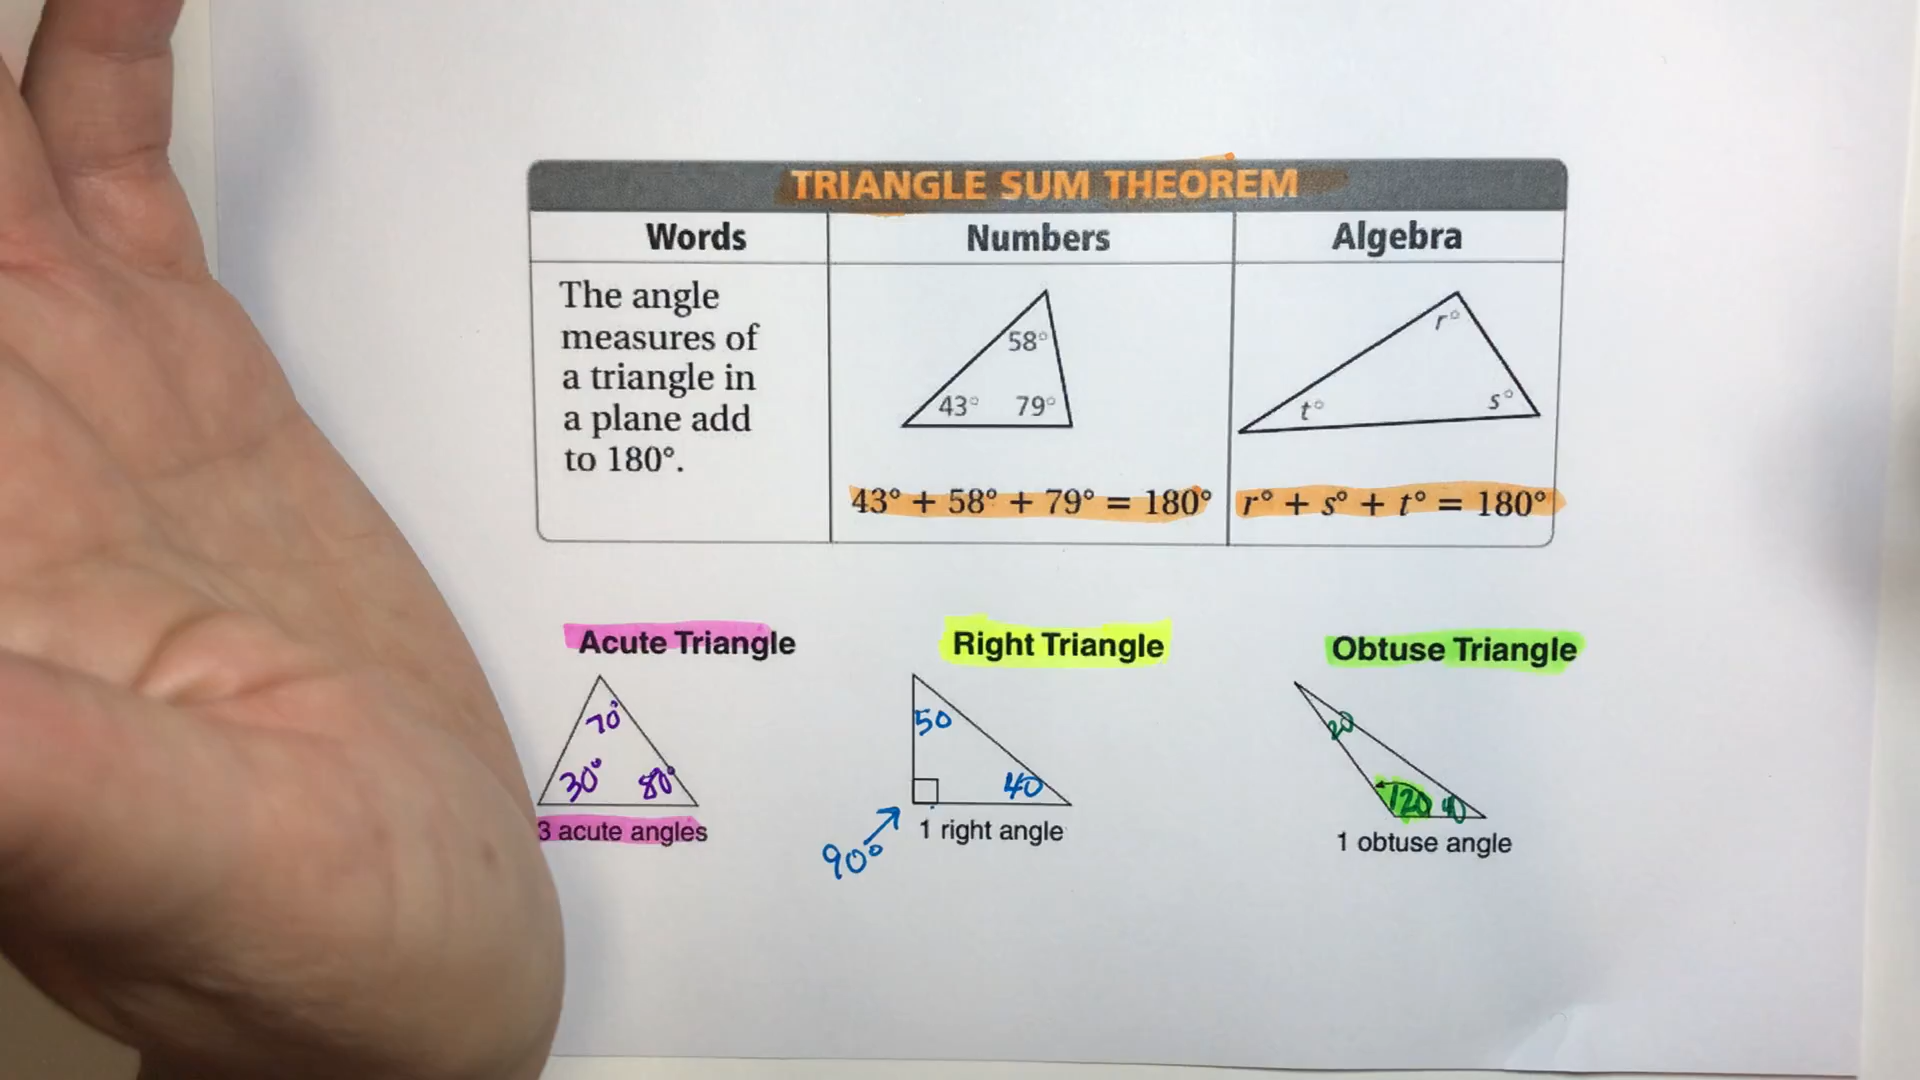 TRIANGLE SUM THEOREM
Words
Numbers
Algebra
The angle
measures of
a triangle in
a plane add
to 180°.
58°
43° 79°
43° + 58° + 79° = 180°
r°
t° s°
r° + s° + t° = 180°
Acute Triangle
70°
30° 80°
3 acute angles
Right Triangle
50
40
90°
1 right angle
Obtuse Triangle
20
120 40
1 obtuse angle